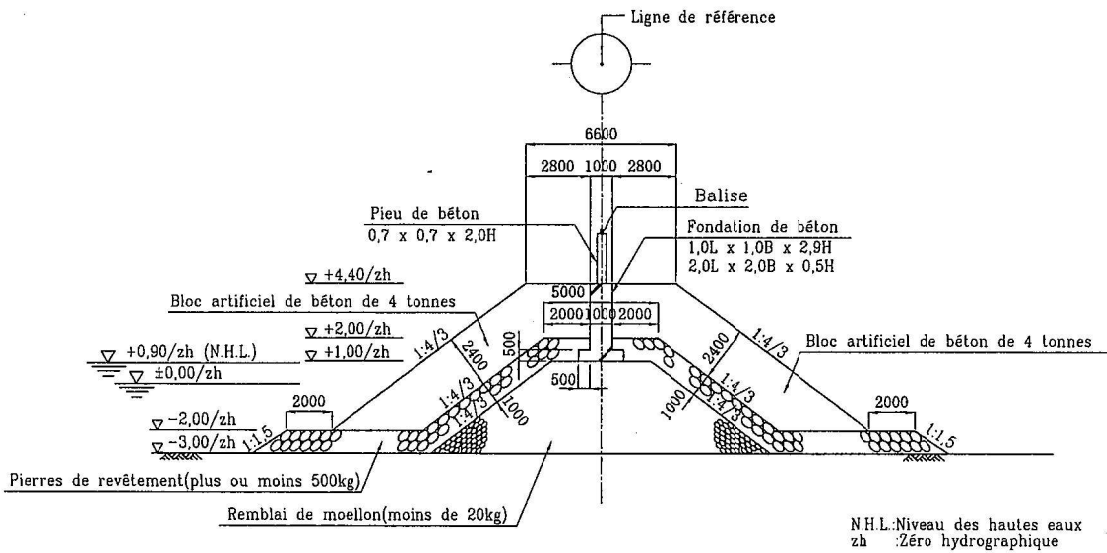 Ligne de référence
6600
2800 1000 2800
Balise
Pieu de béton
0,7 x 0,7 x 2,0H
Fondation de béton
1,0L x 1,0B x 2,9H
2,0L x 2,0B x 0,5H
+4,40/zh
5000
Bloc artificiel de béton de 4 tonnes
2000 1000 2000
+2,00/zh
1:4/3
2400
500
2400
1:4/3
Bloc artificiel de béton de 4 tonnes
+0,90/zh (N.H.L.)
+1,00/zh
±0,00/zh
500
1:4/3
1:4/3
1000
1:4/3
1:4/3
1000
2000
2000
-2,00/zh
1:1,5
1:1,5
-3,00/zh
Pierres de revêtement(plus ou moins 500kg)
Remblai de moellon(moins de 20kg)
N.H.L.:Niveau des hautes eaux
zh :Zéro hydrographique